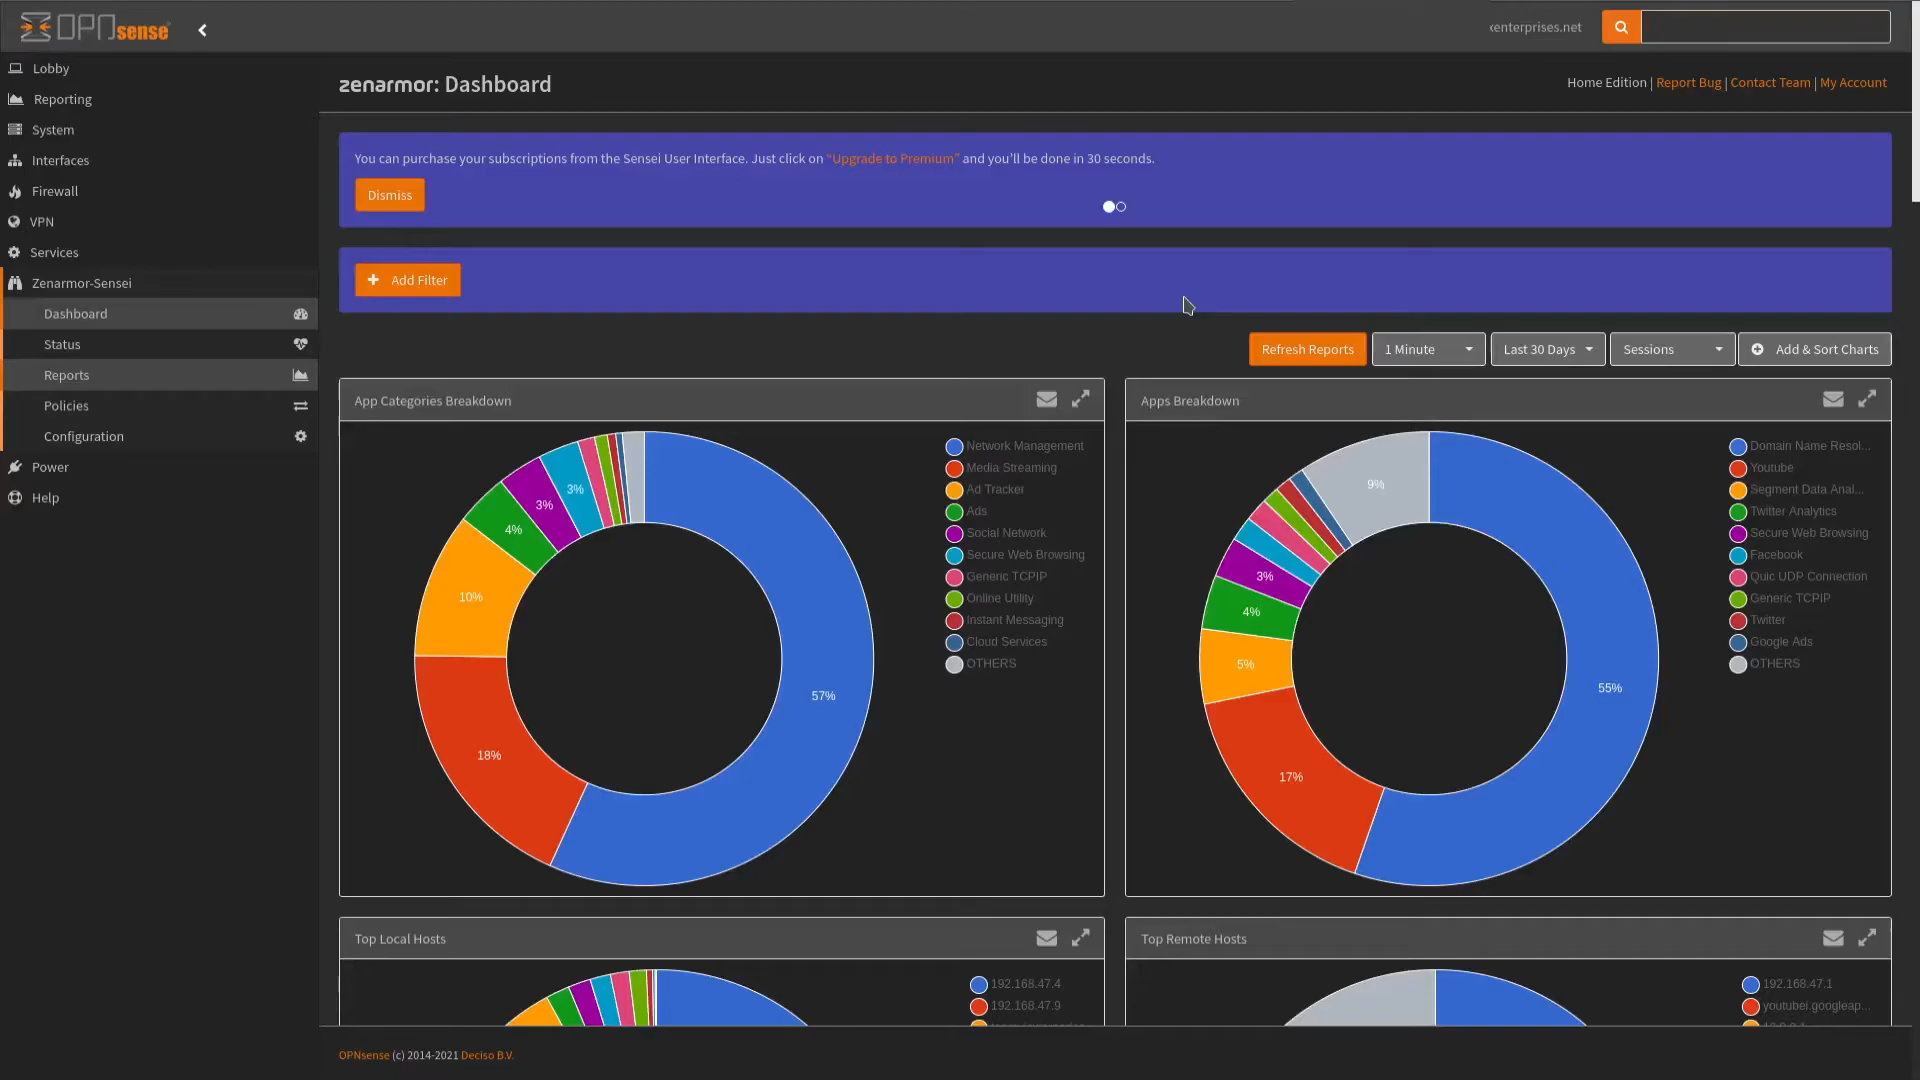 OPNsense
enterprises.net
Lobby
Reporting
System
Interfaces
Firewall
VPN
Services
Zenarmor-Sensei
Dashboard
Status
Reports
Policies
Configuration
Power
Help
zenarmor: Dashboard
Home Edition | Report Bug | Contact Team | My Account
You can purchase your subscriptions from the Sensei User Interface. Just click on "Upgrade to Premium" and you'll be done in 30 seconds.
Dismiss
Add Filter
Refresh Reports
1 Minute
Last 30 Days
Sessions
Add & Sort Charts
App Categories Breakdown
57%
18%
10%
4%
3%
3%
Network Management
Media Streaming
Ad Tracker
Ads
Social Network
Secure Web Browsing
Generic TCPIP
Online Utility
Instant Messaging
Cloud Services
OTHERS
Apps Breakdown
55%
17%
5%
4%
3%
9%
Domain Name Resol...
Youtube
Segment Data Anal...
Twitter Analytics
Secure Web Browsing
Facebook
Quic UDP Connection
Generic TCPIP
Twitter
Google Ads
OTHERS
Top Local Hosts
192.168.47.4
192.168.47.9
Top Remote Hosts
192.168.47.1
youtubei.googleap...
OPNsense (c) 2014-2021 Deciso B.V.